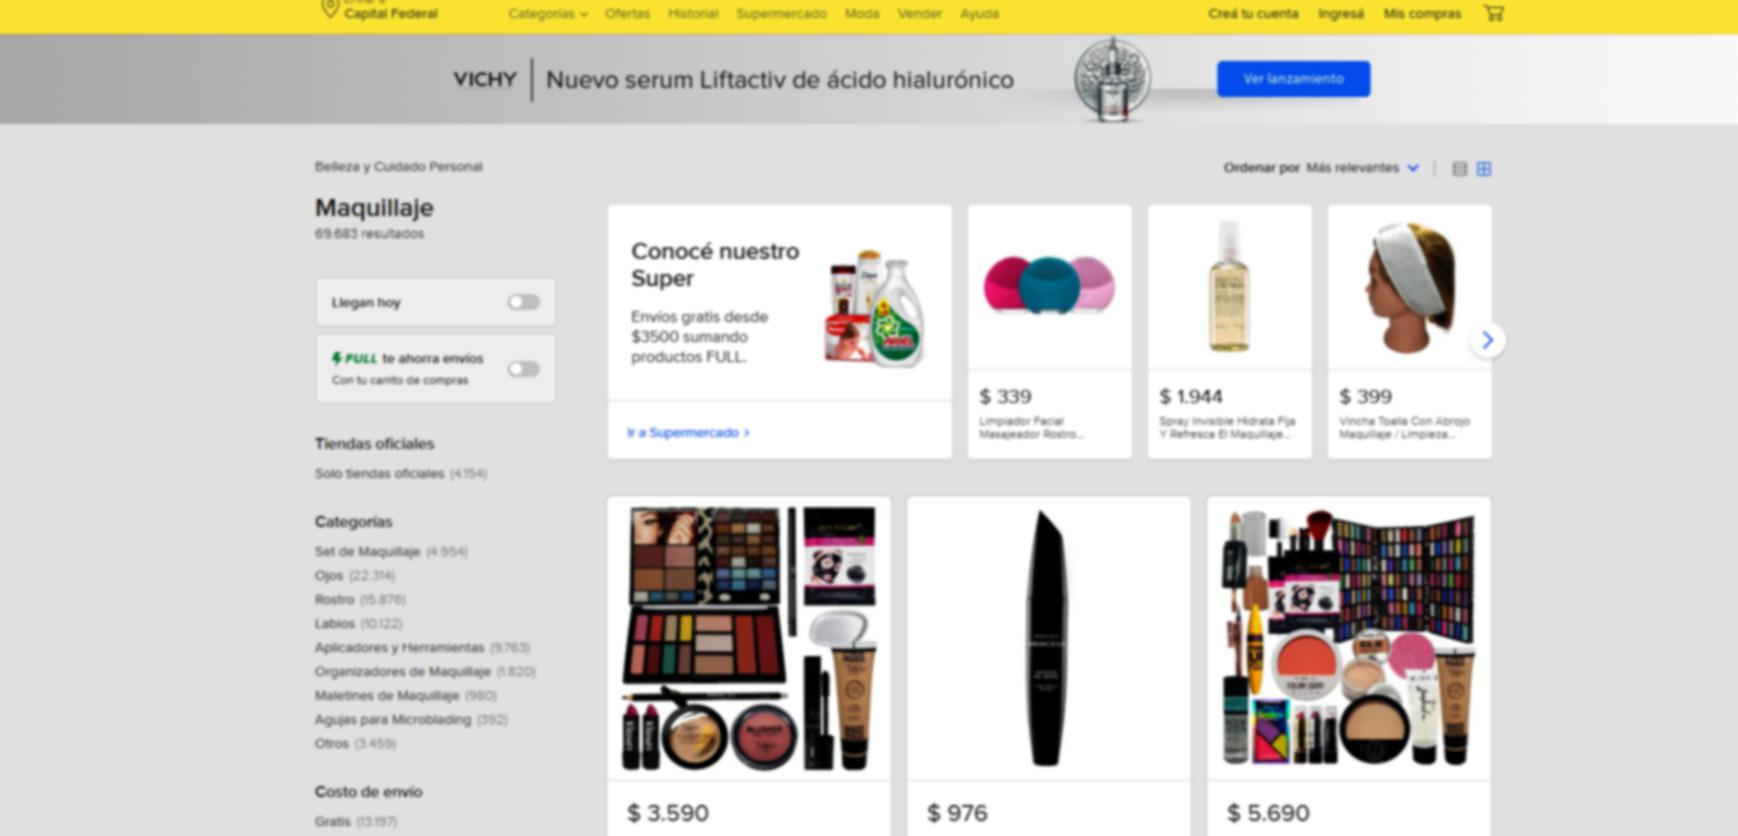 Capital Federal
Categorías Ofertas Historial Supermercado Moda Vender Ayuda
Creá tu cuenta Ingresá Mis compras
VICHY
Nuevo serum Liftactiv de ácido hialurónico
Ver lanzamiento
Belleza y Cuidado Personal
Ordenar por Más relevantes
Maquillaje
69.683 resultados
Llegan hoy
FULL te ahorra envíos
Con tu carrito de compras
Tiendas oficiales
Solo tiendas oficiales (4.154)
Categorías
Set de Maquillaje (4.954)
Ojos (22.314)
Rostro (15.876)
Labios (10.122)
Aplicadores y Herramientas (9.763)
Organizadores de Maquillaje (1.820)
Maletines de Maquillaje (980)
Agujas para Microblading (392)
Otros (3.459)
Costo de envío
Gratis (13.197)
Conocé nuestro
Super
Envíos gratis desde
$3500 sumando
productos FULL.
Ir a Supermercado >
$ 339
Limpiador Facial
Masajeador Rostro...
$ 1.944
Spray Invisible Hidrata Fija
Y Refresca El Maquillaje...
$ 399
Vincha Toalla Con Abrojo
Maquillaje / Limpieza...
$ 3.590
$ 976
$ 5.690